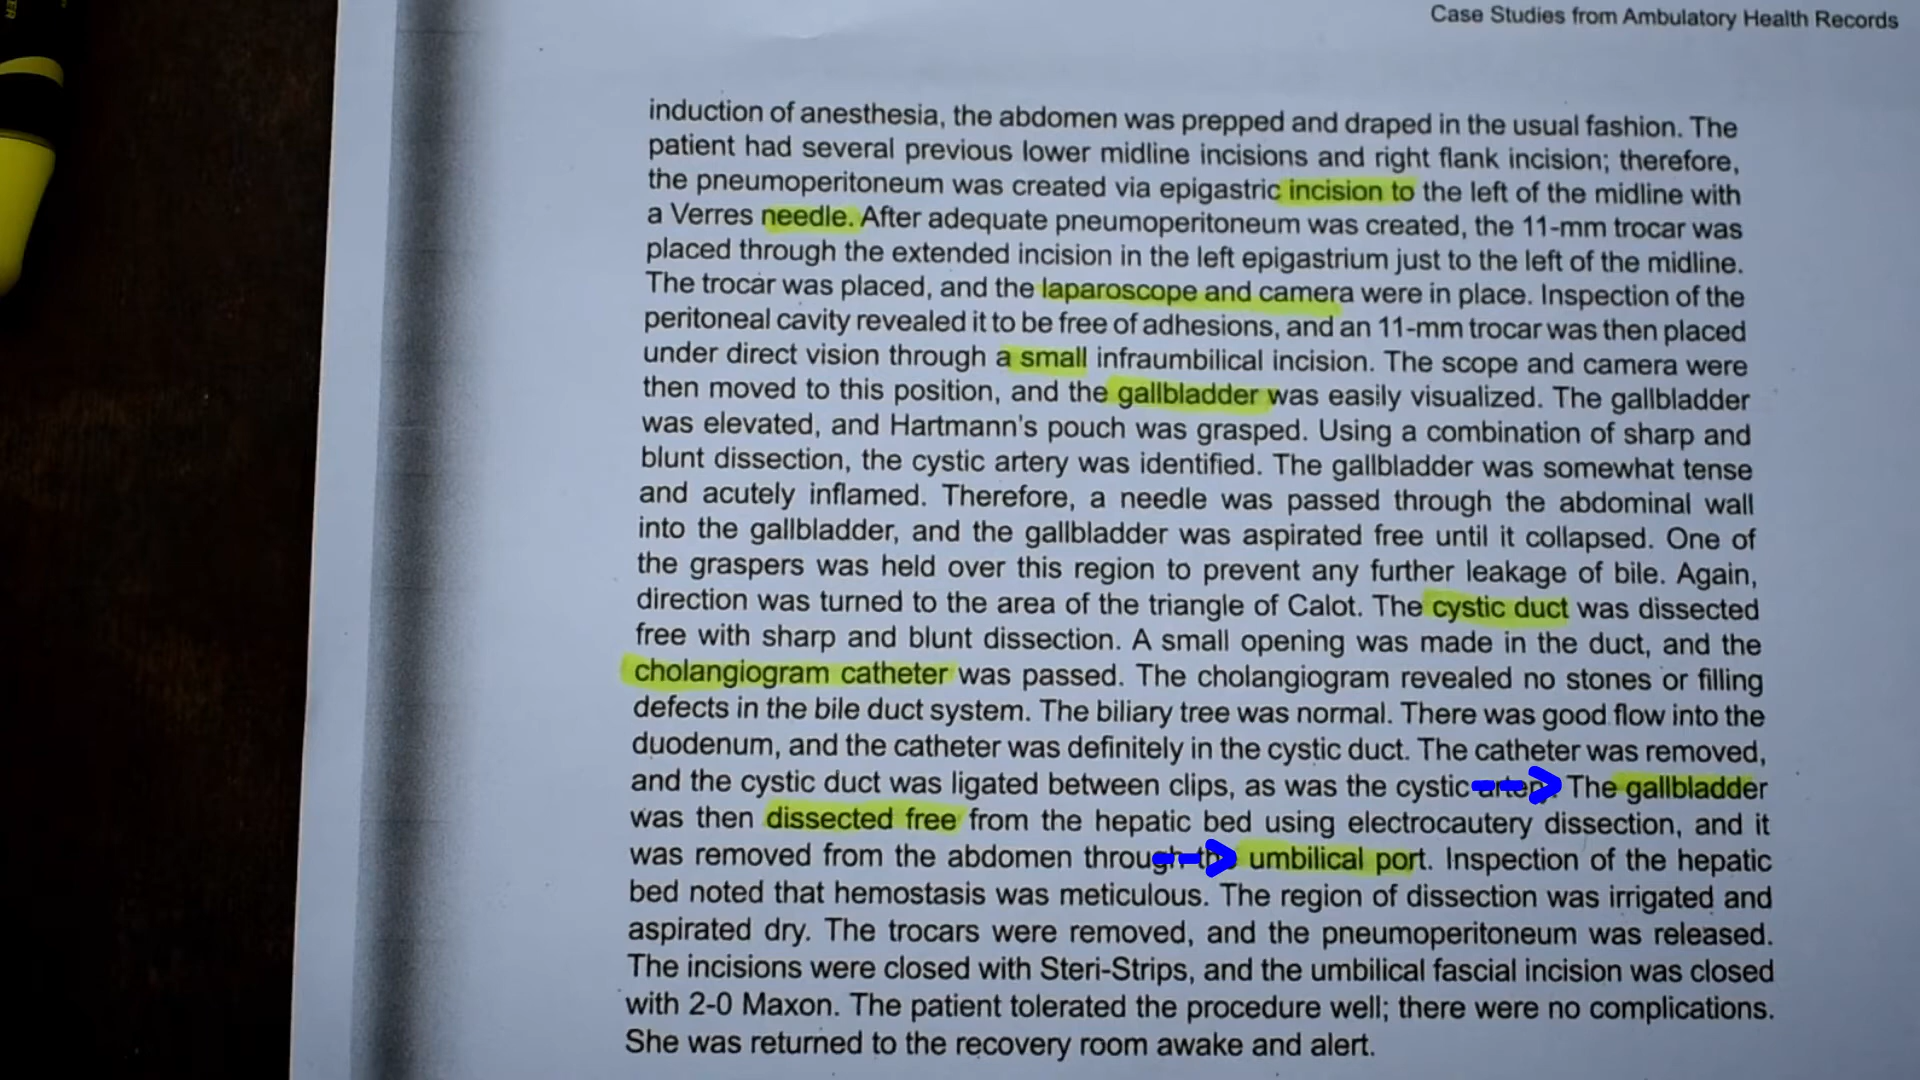 Case Studies from Ambulatory Health Records
induction of anesthesia, the abdomen was prepped and draped in the usual fashion. The
patient had several previous lower midline incisions and right flank incision; therefore,
the pneumoperitoneum was created via epigastric incision to the left of the midline with
a Verres needle. After adequate pneumoperitoneum was created, the 11-mm trocar was
placed through the extended incision in the left epigastrium just to the left of the midline.
The trocar was placed, and the laparoscope and camera were in place. Inspection of the
peritoneal cavity revealed it to be free of adhesions, and an 11-mm trocar was then placed
under direct vision through a small infraumbilical incision. The scope and camera were
then moved to this position, and the gallbladder was easily visualized. The gallbladder
was elevated, and Hartmann's pouch was grasped. Using a combination of sharp and
blunt dissection, the cystic artery was identified. The gallbladder was somewhat tense
and acutely inflamed. Therefore, a needle was passed through the abdominal wall
into the gallbladder, and the gallbladder was aspirated free until it collapsed. One of
the graspers was held over this region to prevent any further leakage of bile. Again,
direction was turned to the area of the triangle of Calot. The cystic duct was dissected
free with sharp and blunt dissection. A small opening was made in the duct, and the
cholangiogram catheter was passed. The cholangiogram revealed no stones or filling
defects in the bile duct system. The biliary tree was normal. There was good flow into the
duodenum, and the catheter was definitely in the cystic duct. The catheter was removed,
and the cystic duct was ligated between clips, as was the cystic artery. The gallbladder
was then dissected free from the hepatic bed using electrocautery dissection, and it
was removed from the abdomen through the umbilical port. Inspection of the hepatic
bed noted that hemostasis was meticulous. The region of dissection was irrigated and
aspirated dry. The trocars were removed, and the pneumoperitoneum was released.
The incisions were closed with Steri-Strips, and the umbilical fascial incision was closed
with 2-0 Maxon. The patient tolerated the procedure well; there were no complications.
She was returned to the recovery room awake and alert.